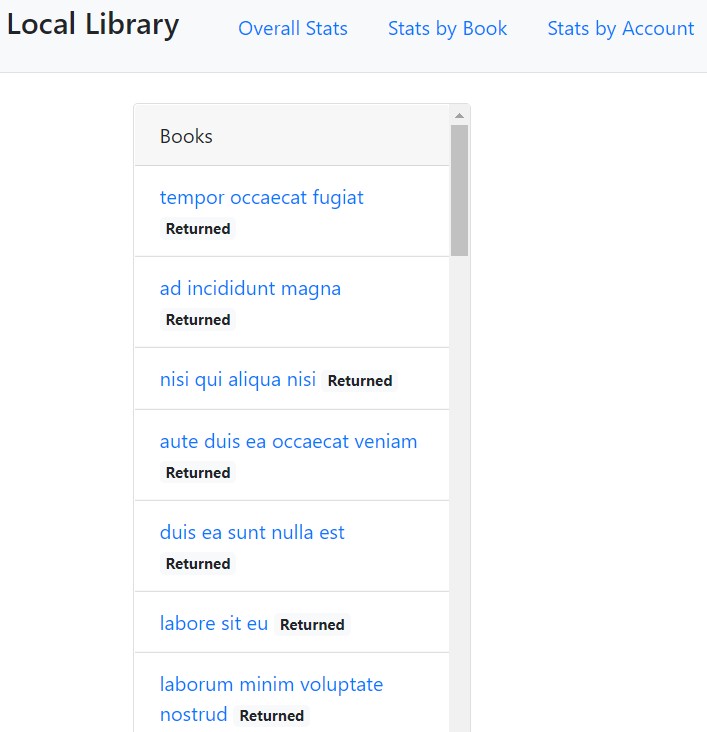 Local Library
Overall Stats
Stats by Book
Stats by Account
Books
tempor occaecat fugiat
Returned
ad incididunt magna
Returned
nisi qui aliqua nisi Returned
aute duis ea occaecat veniam
Returned
duis ea sunt nulla est
Returned
labore sit eu Returned
laborum minim voluptate
nostrud Returned